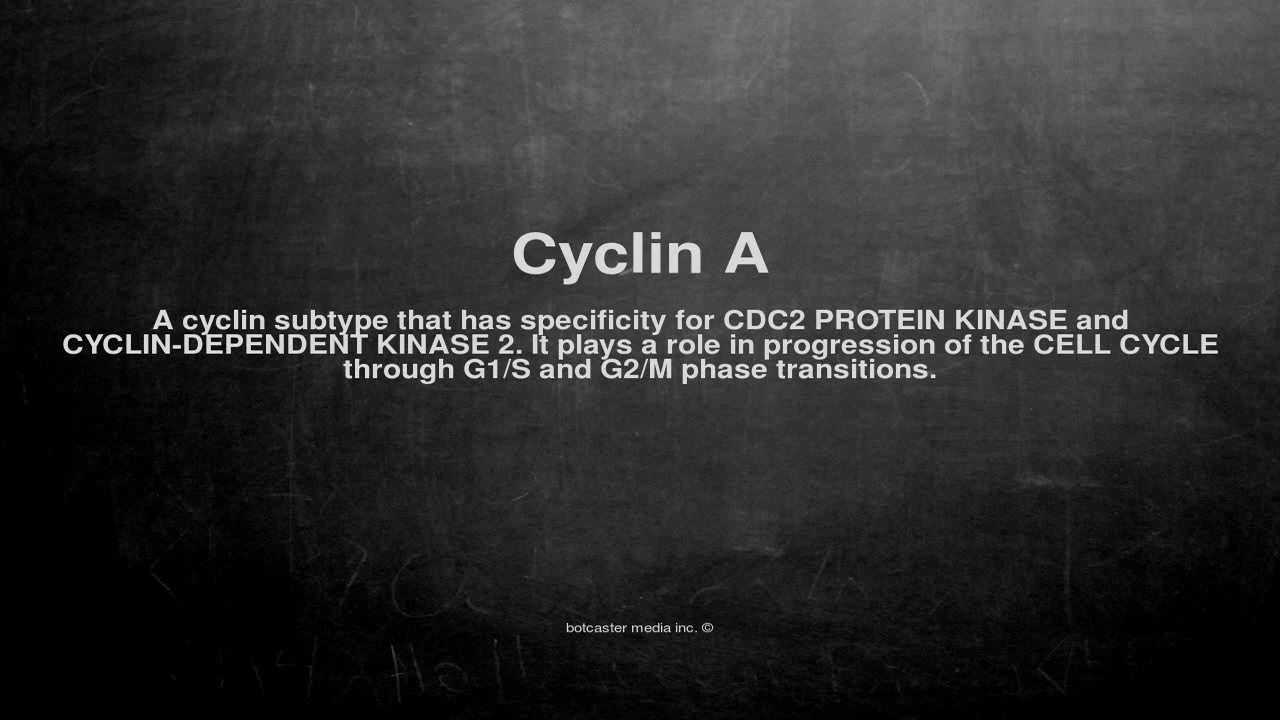 Cyclin A
A cyclin subtype that has specificity for CDC2 PROTEIN KINASE and
CYCLIN-DEPENDENT KINASE 2. It plays a role in progression of the CELL CYCLE
through G1/S and G2/M phase transitions.
botcaster media inc. ©